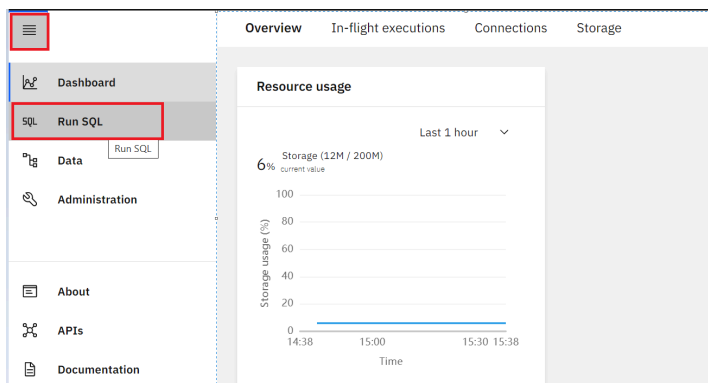 Overview In-flight executions Connections Storage
Dashboard
SQL Run SQL
Run SQL
Data
Administration
About
APIs
Documentation
Resource usage
Last 1 hour
6% Storage (12M / 200M)
current value
Storage usage (%)
100
80
60
40
20
0
14:38 15:00 15:30 15:38
Time